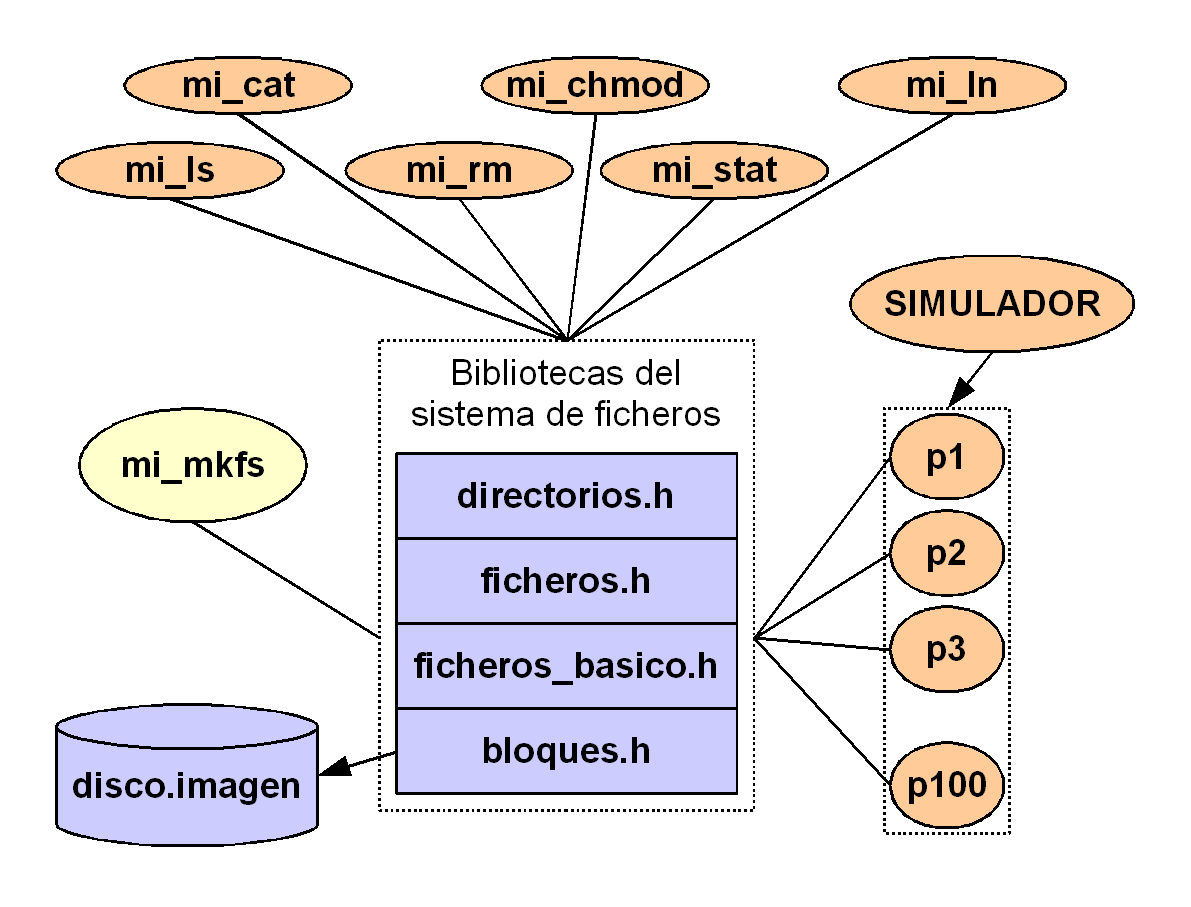 mi_cat
mi_chmod
mi_ln
mi_ls
mi_rm
mi_stat
SIMULADOR
Bibliotecas del
sistema de ficheros
mi_mkfs
directorios.h
ficheros.h
ficheros_basico.h
bloques.h
disco.imagen
p1
p2
p3
p100